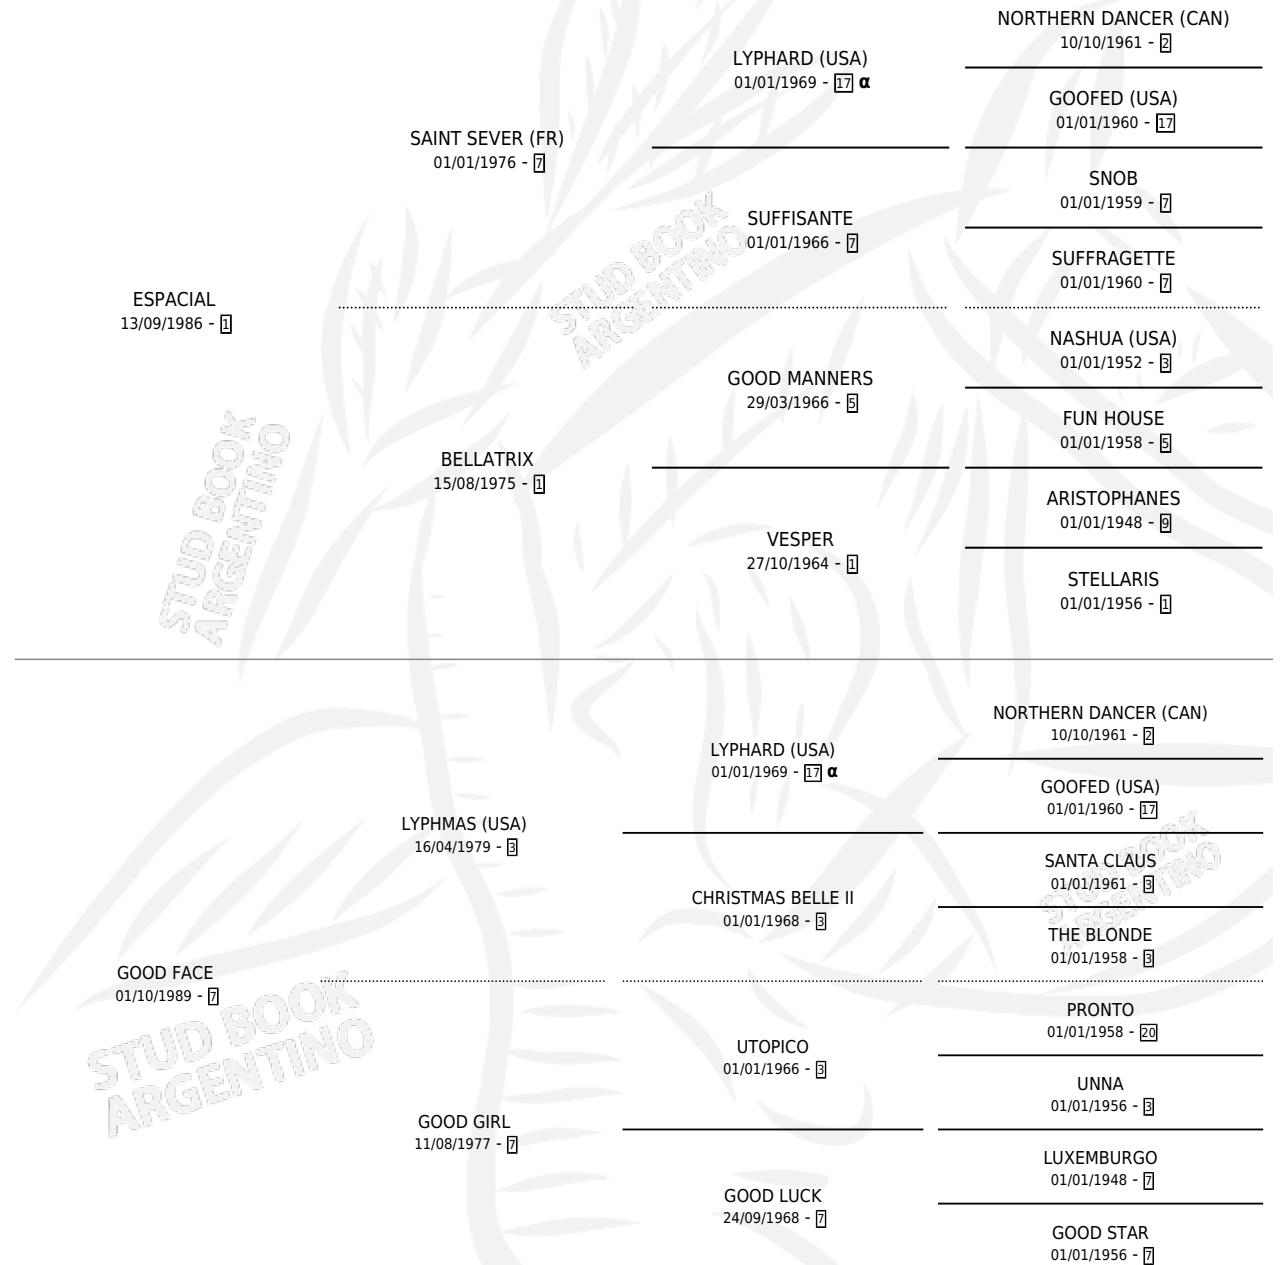 NORTHERN DANCER (CAN)
10/10/1961 - 2
LYPHARD (USA)
01/01/1969 - 17 α
GOOFED (USA)
01/01/1960 - 17
SAINT SEVER (FR)
01/01/1976 - 7
SNOB
01/01/1959 - 7
SUFFISANTE
01/01/1966 - 7
SUFFRAGETTE
01/01/1960 - 7
STUD BOOK
ARGENTINO
ESPACIAL
13/09/1986 - 1
NASHUA (USA)
01/01/1952 - 3
GOOD MANNERS
29/03/1966 - 5
FUN HOUSE
01/01/1958 - 5
BELLATRIX
15/08/1975 - 1
ARISTOPHANES
01/01/1948 - 9
VESPER
27/10/1964 - 1
STELLARIS
01/01/1956 - 1
STUD BOOK
ARGENTINO
NORTHERN DANCER (CAN)
10/10/1961 - 2
LYPHARD (USA)
01/01/1969 - 17 α
GOOFED (USA)
01/01/1960 - 17
LYPHMAS (USA)
16/04/1979 - 3
SANTA CLAUS
01/01/1961 - 3
CHRISTMAS BELLE II
01/01/1968 - 3
THE BLONDE
01/01/1958 - 3
STUD BOOK
ARGENTINO
GOOD FACE
01/10/1989 - 7
STUD BOOK
ARGENTINO
PRONTO
01/01/1958 - 20
UTOPICO
01/01/1966 - 3
UNNA
01/01/1956 - 3
GOOD GIRL
11/08/1977 - 7
LUXEMBURGO
01/01/1948 - 7
GOOD LUCK
24/09/1968 - 7
GOOD STAR
01/01/1956 - 7